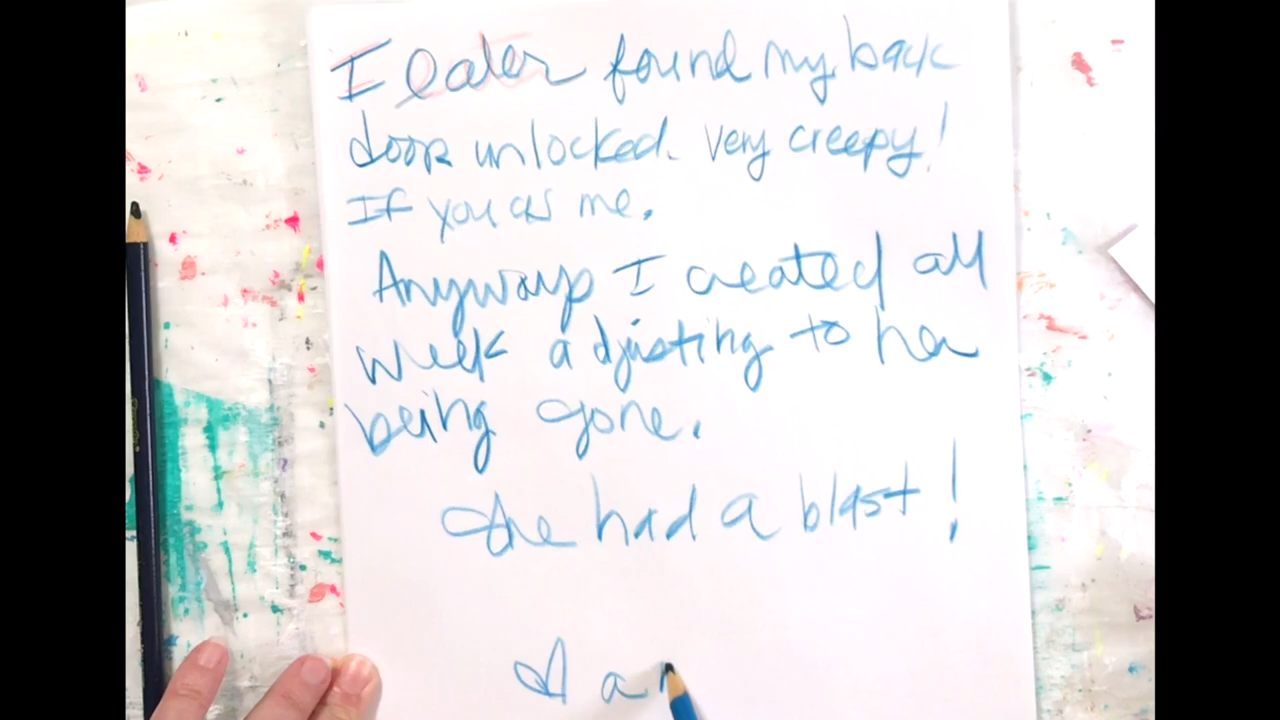 I later found my back
door unlocked. very creepy!
If you as me.
Anyways I created all
week adjusting to her
being gone.
She had a blast!
♡ a